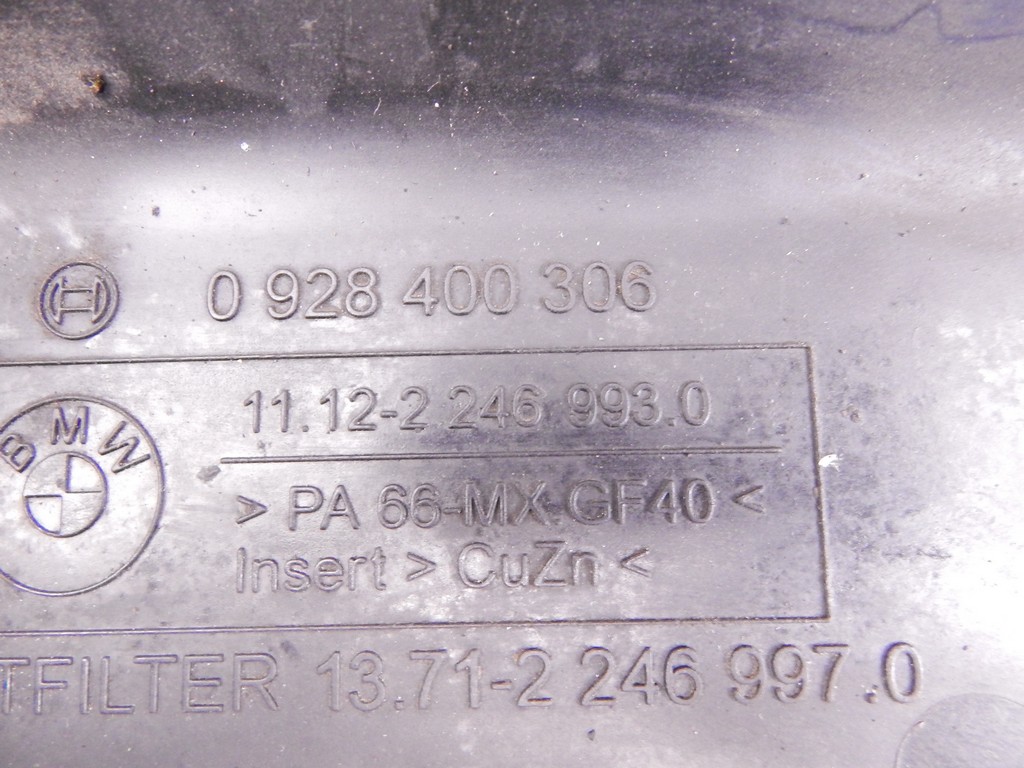 0 928 400 306
BMW
11.12-2 246 993.0
> PA 66-MX.GF40 <
Insert > CuZn <
TFILTER 13.71-2 246 997.0